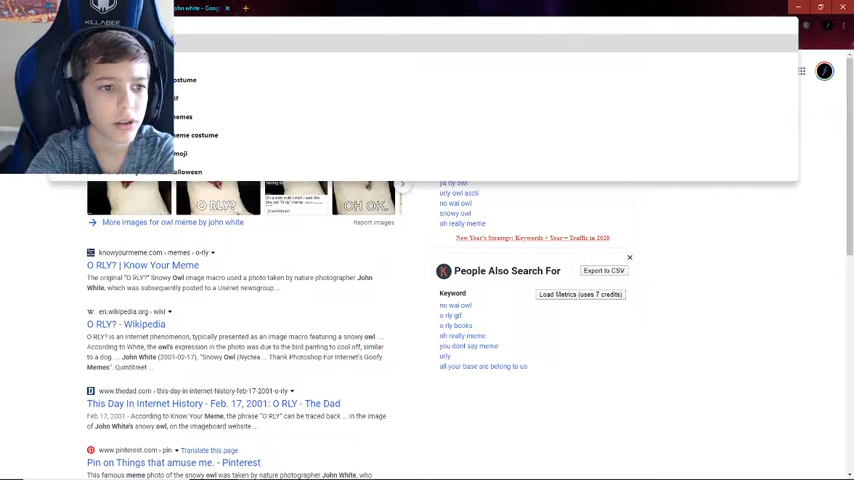 KILLABEE
john white - Goog
costume
gif
memes
meme costume
emoji
halloween
O RLY?
OH OK.
More images for owl meme by john white
Report images
knowyourmeme.com › memes › o-rly
O RLY? | Know Your Meme
The original "O RLY?" Snowy Owl image macro used a photo taken by nature photographer John
White, which was subsequently posted to a Usenet newsgroup ...
en.wikipedia.org › wiki
O RLY? - Wikipedia
O RLY? is an Internet phenomenon, typically presented as an image macro featuring a snowy owl ...
According to White, the owl's expression in the photo was due to the bird panting to cool off, similar
to a dog. ... John White (2001-02-17). "Snowy Owl (Nyctea ... Thank Photoshop For Internet's Goofy
Memes". QuinStreet ...
www.thedad.com › this-day-in-internet-history-feb-17-2001-o-rly
This Day In Internet History - Feb. 17, 2001: O RLY - The Dad
Feb 17, 2001 - According to Know Your Meme, the phrase "O RLY" can be traced back ... in the image
of John White's snowy owl, on the imageboard website ...
www.pinterest.com › pin
Translate this page
Pin on Things that amuse me. - Pinterest
This famous meme photo of the snowy owl was taken by nature photographer John White, who
ya rly owl
orly owl ascii
no wai owl
snowy owl
oh really meme
New Year's Strategy: Keywords + Year = Traffic in 2020
K People Also Search For
Export to CSV
Keyword
Load Metrics (uses 7 credits)
no wai owl
o rly gif
o rly books
oh really meme
you dont say meme
orly
all your base are belong to us